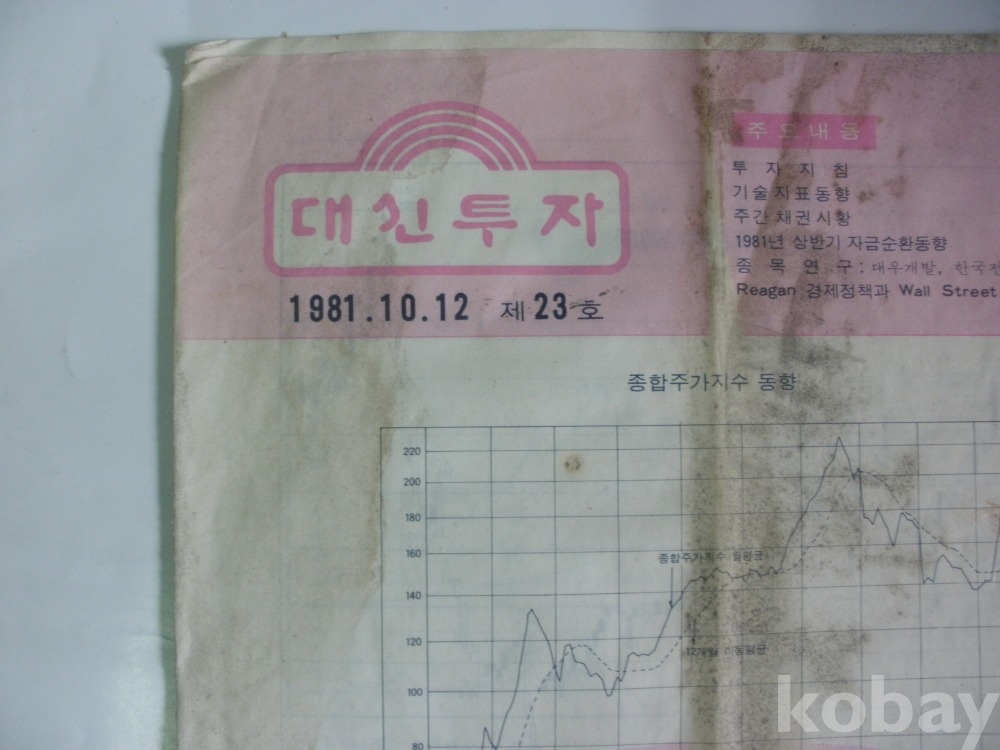 대신투자
1981.10.12 제23호
주요내용
투자지침
기술지표동향
주간채권시황
1981년 상반기 자금순환동향
종목연구: 대우개발, 한국전
Reagan 경제정책과 Wall Street
종합주가지수 동향
220
200
180
160
140
120
100
80
종합주가지수 (월평균)
12개월 이동평균
kobay